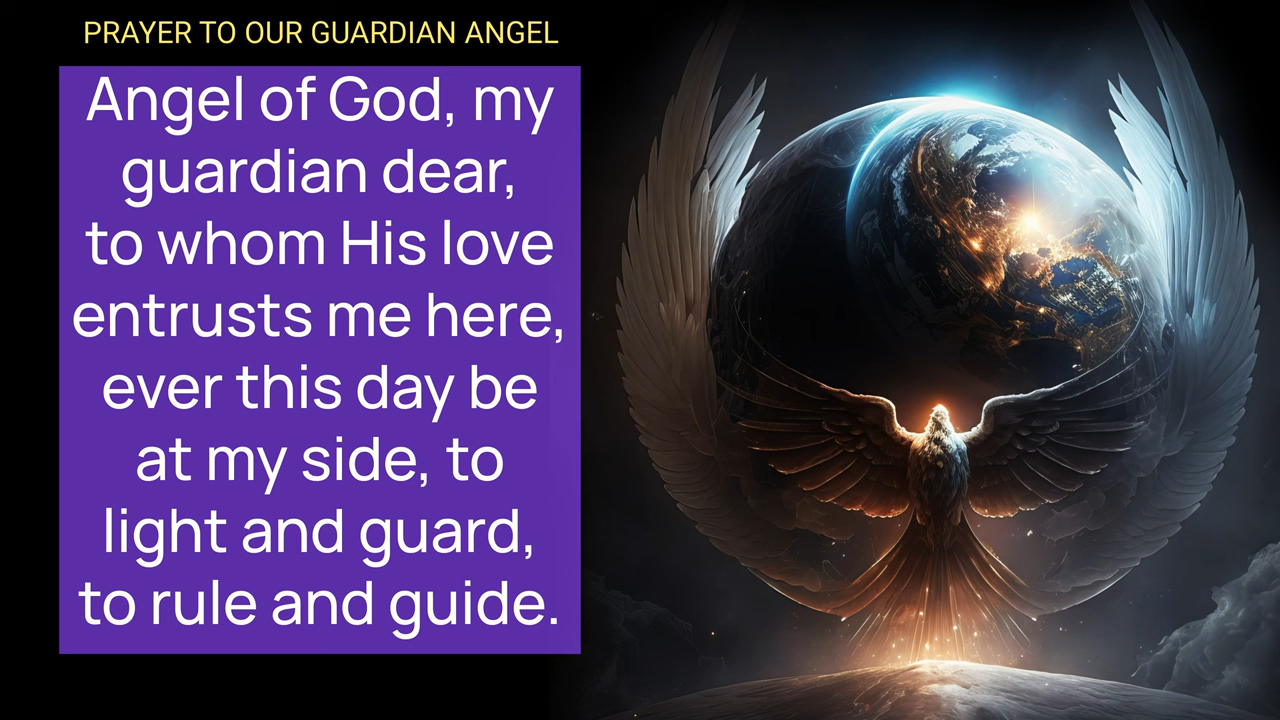 PRAYER TO OUR GUARDIAN ANGEL
Angel of God, my
guardian dear,
to whom His love
entrusts me here,
ever this day be
at my side, to
light and guard,
to rule and guide.